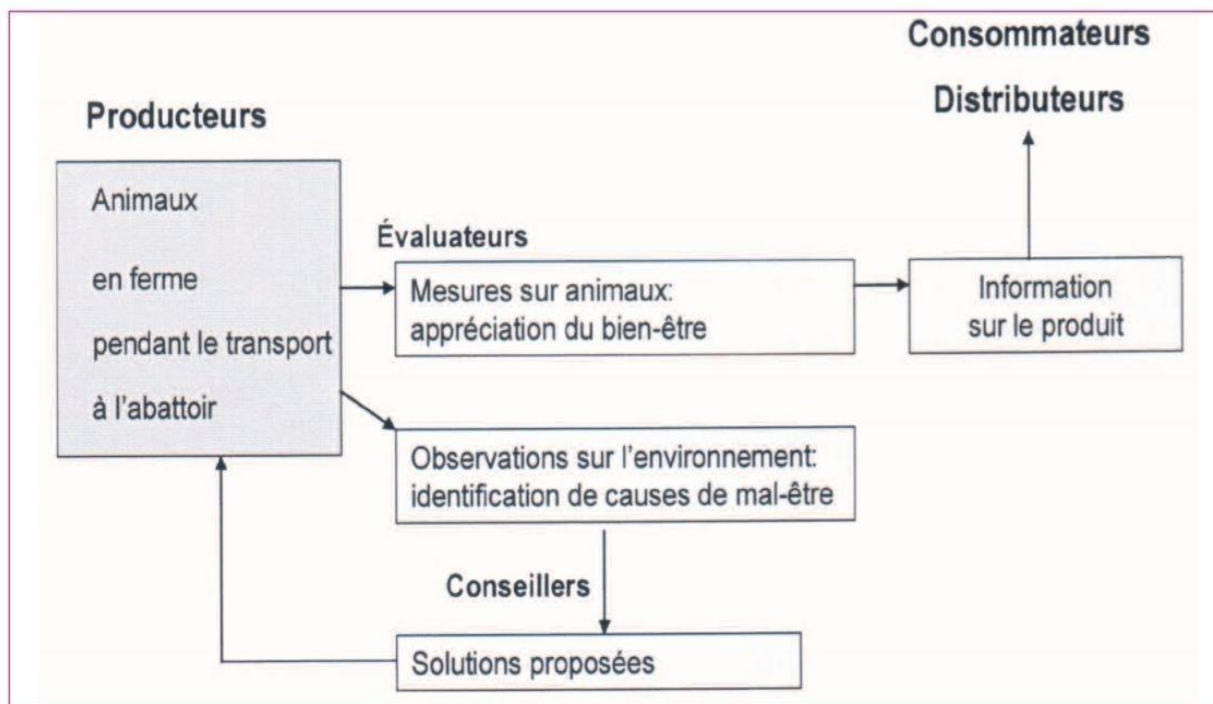 Consommateurs
Distributeurs
Producteurs
Animaux
en ferme
pendant le transport
à l'abattoir
Évaluateurs
Mesures sur animaux:
appréciation du bien-être
Information
sur le produit
Observations sur l'environnement:
identification de causes de mal-être
Conseillers
Solutions proposées